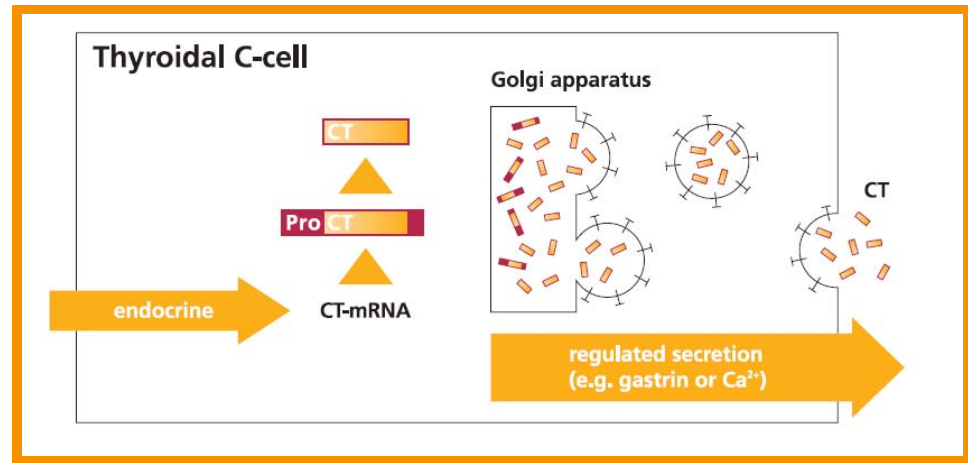 Thyroidal C-cell
Golgi apparatus
CT
Pro CT
CT-mRNA
endocrine
CT
regulated secretion
(e.g. gastrin or Ca²⁺)